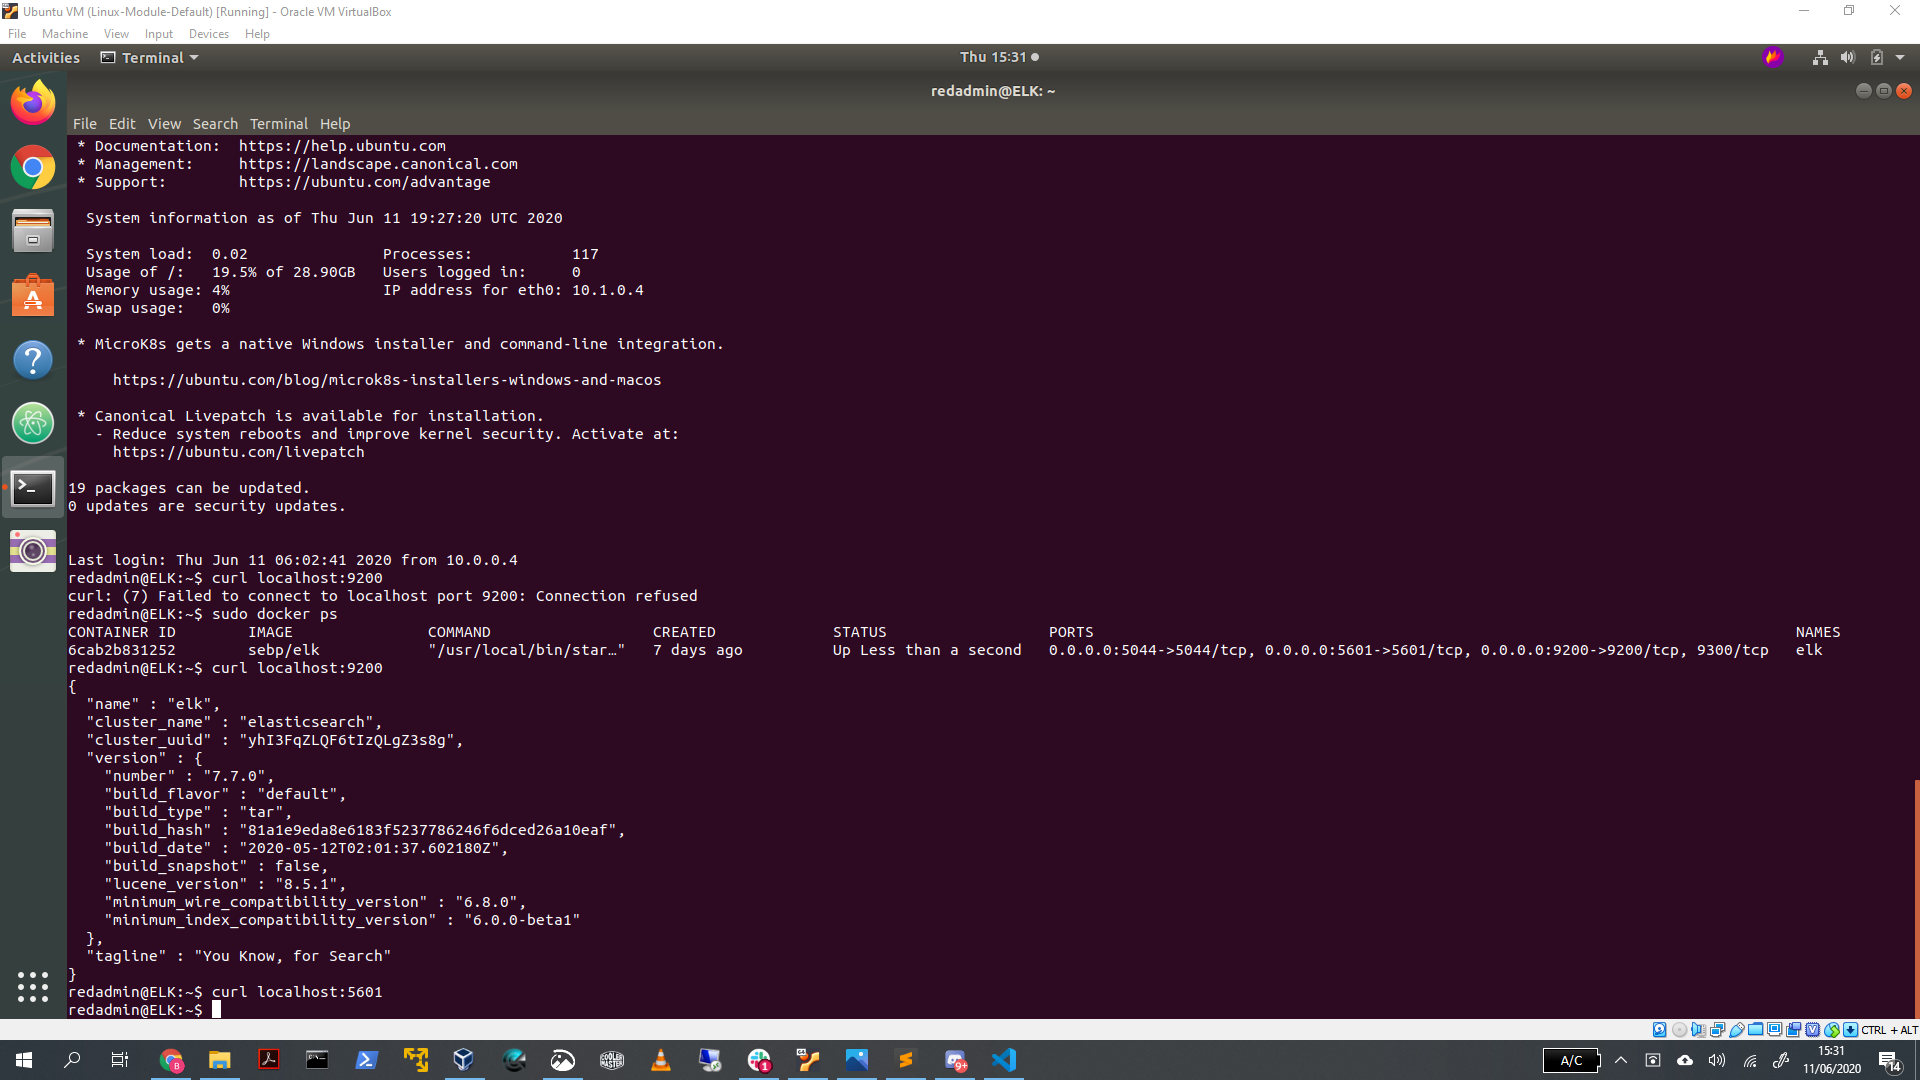 Ubuntu VM (Linux-Module-Default) [Running] - Oracle VM VirtualBox
File Machine View Input Devices Help
Activities Terminal Thu 15:31
redadmin@ELK: ~
File Edit View Search Terminal Help
* Documentation: https://help.ubuntu.com
* Management: https://landscape.canonical.com
* Support: https://ubuntu.com/advantage
System information as of Thu Jun 11 19:27:20 UTC 2020
System load: 0.02 Processes: 117
Usage of /: 19.5% of 28.90GB Users logged in: 0
Memory usage: 4% IP address for eth0: 10.1.0.4
Swap usage: 0%
* MicroK8s gets a native Windows installer and command-line integration.
https://ubuntu.com/blog/microk8s-installers-windows-and-macos
* Canonical Livepatch is available for installation.
- Reduce system reboots and improve kernel security. Activate at:
https://ubuntu.com/livepatch
19 packages can be updated.
0 updates are security updates.
Last login: Thu Jun 11 06:02:41 2020 from 10.0.0.4
redadmin@ELK:~$ curl localhost:9200
curl: (7) Failed to connect to localhost port 9200: Connection refused
redadmin@ELK:~$ sudo docker ps
CONTAINER ID IMAGE COMMAND CREATED STATUS PORTS NAMES
6cab2b831252 sebp/elk "/usr/local/bin/star…" 7 days ago Up Less than a second 0.0.0.0:5044->5044/tcp, 0.0.0.0:5601->5601/tcp, 0.0.0.0:9200->9200/tcp, 9300/tcp elk
redadmin@ELK:~$ curl localhost:9200
{
"name" : "elk",
"cluster_name" : "elasticsearch",
"cluster_uuid" : "yhI3FqZLQF6tIzQLgZ3s8g",
"version" : {
"number" : "7.7.0",
"build_flavor" : "default",
"build_type" : "tar",
"build_hash" : "81a1e9eda8e6183f5237786246f6dced26a10eaf",
"build_date" : "2020-05-12T02:01:37.602180Z",
"build_snapshot" : false,
"lucene_version" : "8.5.1",
"minimum_wire_compatibility_version" : "6.8.0",
"minimum_index_compatibility_version" : "6.0.0-beta1"
},
"tagline" : "You Know, for Search"
}
redadmin@ELK:~$ curl localhost:5601
redadmin@ELK:~$
CTRL + ALT
A/C
15:31
11/06/2020
14